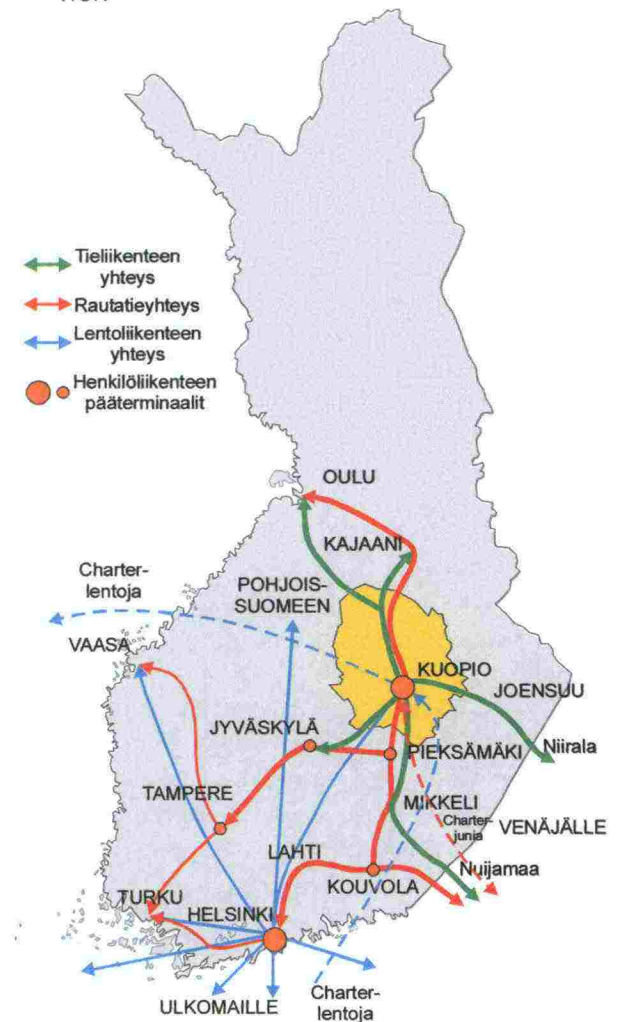 Tieliikenteen
yhteys
Rautatieyhteys
Lentoliikenteen
yhteys
Henkilöliikenteen
pääterminaalit
OULU
KAJAANI
Charter-
lentoja
POHJOIS-
SUOMEEN
VAASA
KUOPIO
JOENSUU
JYVÄSKYLÄ
PIEKSÄMÄKI
Niirala
TAMPERE
MIKKELI
Charter-
junia
VENÄJÄLLE
LAHTI
Nuijamaa
KOUVOLA
TURKU
HELSINKI
ULKOMAILLE
Charter-
lentoja